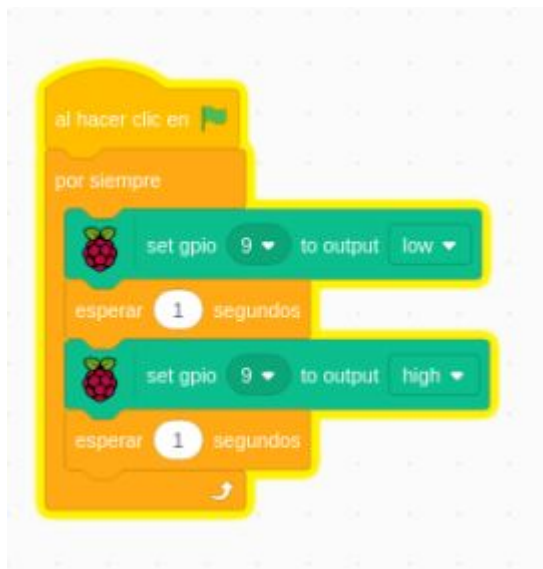 al hacer clic en
por siempre
set gpio 9 to output low
esperar 1 segundos
set gpio 9 to output high
esperar 1 segundos